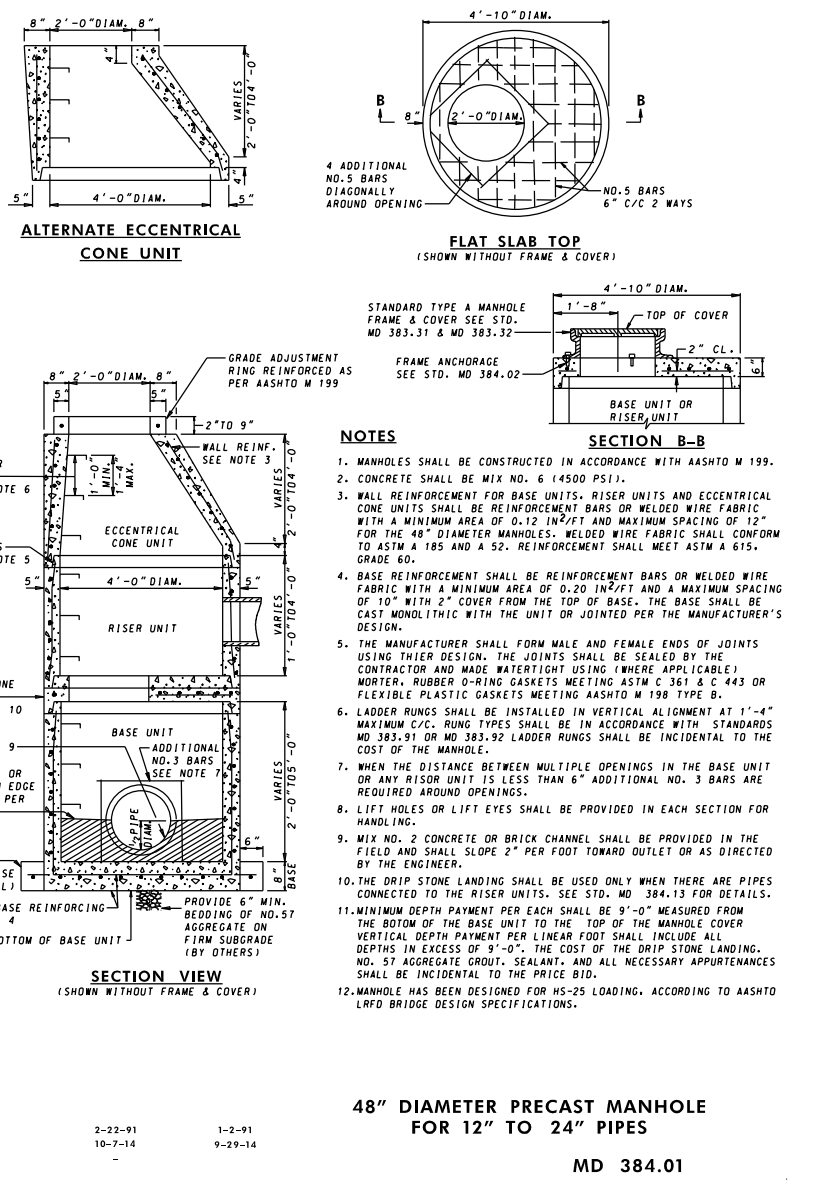 8" 2'-0"DIAM. 8"
4"
VARIES
2'-0"TO4'-0"
4"
5" 4'-0"DIAM. 5"
ALTERNATE ECCENTRICAL
CONE UNIT
4'-10"DIAM.
B B
8" 2'-0"DIAM.
4 ADDITIONAL
NO.5 BARS
DIAGONALLY
AROUND OPENING
NO.5 BARS
6" C/C 2 WAYS
FLAT SLAB TOP
(SHOWN WITHOUT FRAME & COVER)
4'-10"DIAM.
1'-8"
STANDARD TYPE A MANHOLE
FRAME & COVER SEE STD.
MD 383.31 & MD 383.32
TOP OF COVER
2" CL.
6"
FRAME ANCHORAGE
SEE STD. MD 384.02
BASE UNIT OR
RISER UNIT
SECTION B-B
GRADE ADJUSTMENT
RING REINFORCED AS
PER AASHTO M 199
8" 2'-0"DIAM. 8"
5" 5"
2"TO 9"
WALL REINF.
SEE NOTE 3
R
OTE 6
1'-0"
MIN.
1'-4"
MAX.
VARIES
2'-0"TO4'-0"
ECCENTRICAL
CONE UNIT
4"
S
OTE 5
5" 4'-0"DIAM. 5"
RISER UNIT
VARIES
1'-0"TO4'-0"
ONE
10
BASE UNIT
9
ADDITIONAL
NO.3 BARS
SEE NOTE 7
OR
N EDGE
PER
1/2 PIPE
DIAM.
VARIES
2'-0"TO5'-0"
6"
8"
BASE
SE
L)
BASE REINFORCING
4
OTTOM OF BASE UNIT
PROVIDE 6" MIN.
BEDDING OF NO.57
AGGREGATE ON
FIRM SUBGRADE
(BY OTHERS)
SECTION VIEW
(SHOWN WITHOUT FRAME & COVER)
NOTES
1. MANHOLES SHALL BE CONSTRUCTED IN ACCORDANCE WITH AASHTO M 199.
2. CONCRETE SHALL BE MIX NO. 6 (4500 PSI).
3. WALL REINFORCEMENT FOR BASE UNITS. RISER UNITS AND ECCENTRICAL
CONE UNITS SHALL BE REINFORCEMENT BARS OR WELDED WIRE FABRIC
WITH A MINIMUM AREA OF 0.12 IN²/FT AND MAXIMUM SPACING OF 12"
FOR THE 48" DIAMETER MANHOLES. WELDED WIRE FABRIC SHALL CONFORM
TO ASTM A 185 AND A 52. REINFORCEMENT SHALL MEET ASTM A 615.
GRADE 60.
4. BASE REINFORCEMENT SHALL BE REINFORCEMENT BARS OR WELDED WIRE
FABRIC WITH A MINIMUM AREA OF 0.20 IN²/FT AND A MAXIMUM SPACING
OF 10" WITH 2" COVER FROM THE TOP OF BASE. THE BASE SHALL BE
CAST MONOLITHIC WITH THE UNIT OR JOINTED PER THE MANUFACTURER'S
DESIGN.
5. THE MANUFACTURER SHALL FORM MALE AND FEMALE ENDS OF JOINTS
USING THIER DESIGN. THE JOINTS SHALL BE SEALED BY THE
CONTRACTOR AND MADE WATERTIGHT USING (WHERE APPLICABLE)
MORTER, RUBBER O-RING GASKETS MEETING ASTM C 361 & C 443 OR
FLEXIBLE PLASTIC GASKETS MEETING AASHTO M 198 TYPE B.
6. LADDER RUNGS SHALL BE INSTALLED IN VERTICAL ALIGNMENT AT 1'-4"
MAXIMUM C/C. RUNG TYPES SHALL BE IN ACCORDANCE WITH STANDARDS
MD 383.91 OR MD 383.92 LADDER RUNGS SHALL BE INCIDENTAL TO THE
COST OF THE MANHOLE.
7. WHEN THE DISTANCE BETWEEN MULTIPLE OPENINGS IN THE BASE UNIT
OR ANY RISOR UNIT IS LESS THAN 6" ADDITIONAL NO. 3 BARS ARE
REQUIRED AROUND OPENINGS.
8. LIFT HOLES OR LIFT EYES SHALL BE PROVIDED IN EACH SECTION FOR
HANDLING.
9. MIX NO. 2 CONCRETE OR BRICK CHANNEL SHALL BE PROVIDED IN THE
FIELD AND SHALL SLOPE 2" PER FOOT TOWARD OUTLET OR AS DIRECTED
BY THE ENGINEER.
10. THE DRIP STONE LANDING SHALL BE USED ONLY WHEN THERE ARE PIPES
CONNECTED TO THE RISER UNITS. SEE STD. MD 384.13 FOR DETAILS.
11. MINIMUM DEPTH PAYMENT PER EACH SHALL BE 9'-0" MEASURED FROM
THE BOTOM OF THE BASE UNIT TO THE TOP OF THE MANHOLE COVER
VERTICAL DEPTH PAYMENT PER LINEAR FOOT SHALL INCLUDE ALL
DEPTHS IN EXCESS OF 9'-0". THE COST OF THE DRIP STONE LANDING.
NO. 57 AGGREGATE GROUT. SEALANT. AND ALL NECESSARY APPURTENANCES
SHALL BE INCIDENTAL TO THE PRICE BID.
12. MANHOLE HAS BEEN DESIGNED FOR HS-25 LOADING. ACCORDING TO AASHTO
LRFD BRIDGE DESIGN SPECIFICATIONS.
48" DIAMETER PRECAST MANHOLE
FOR 12" TO 24" PIPES
2-22-91 1-2-91
10-7-14 9-29-14
-
MD 384.01